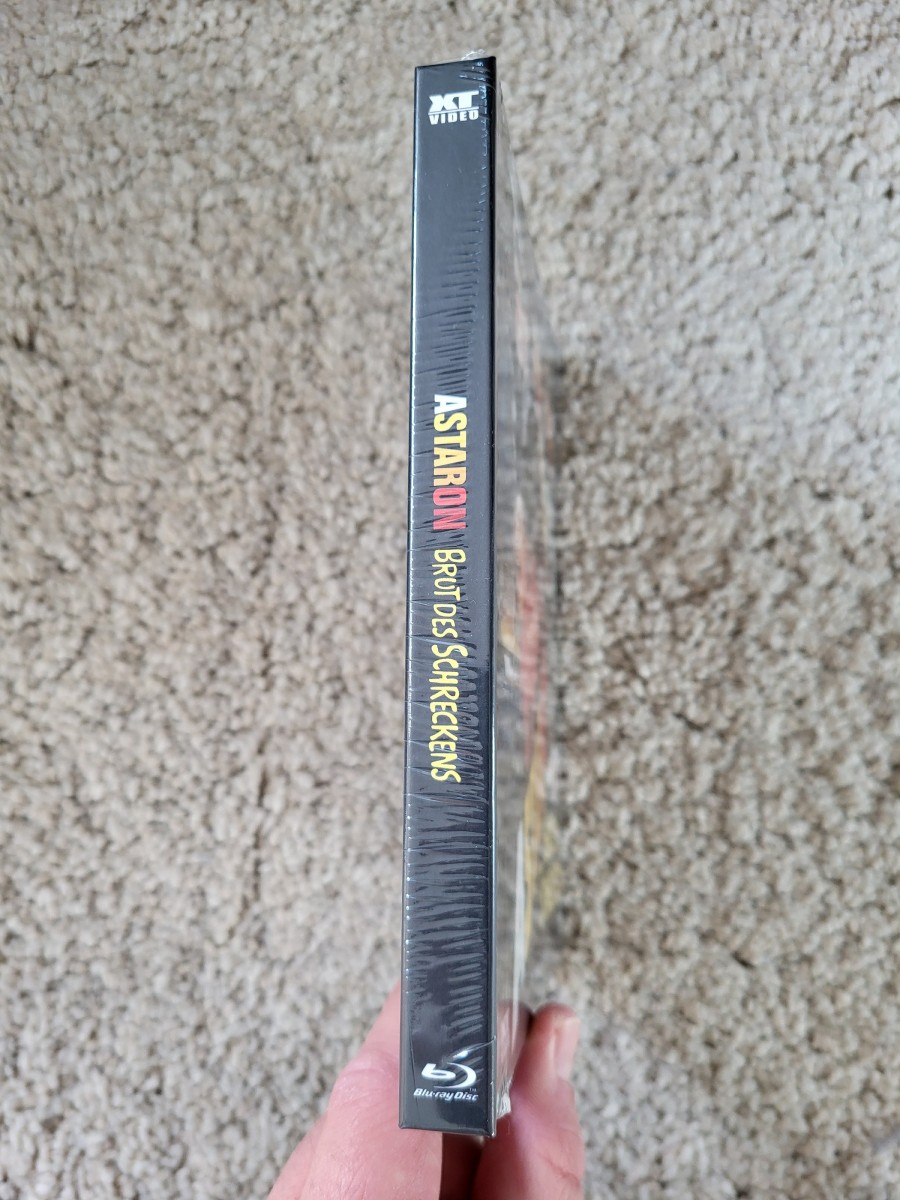 XT
VIDEO
ASTARON BRUT DES SCHRECKENS
Blu-ray Disc